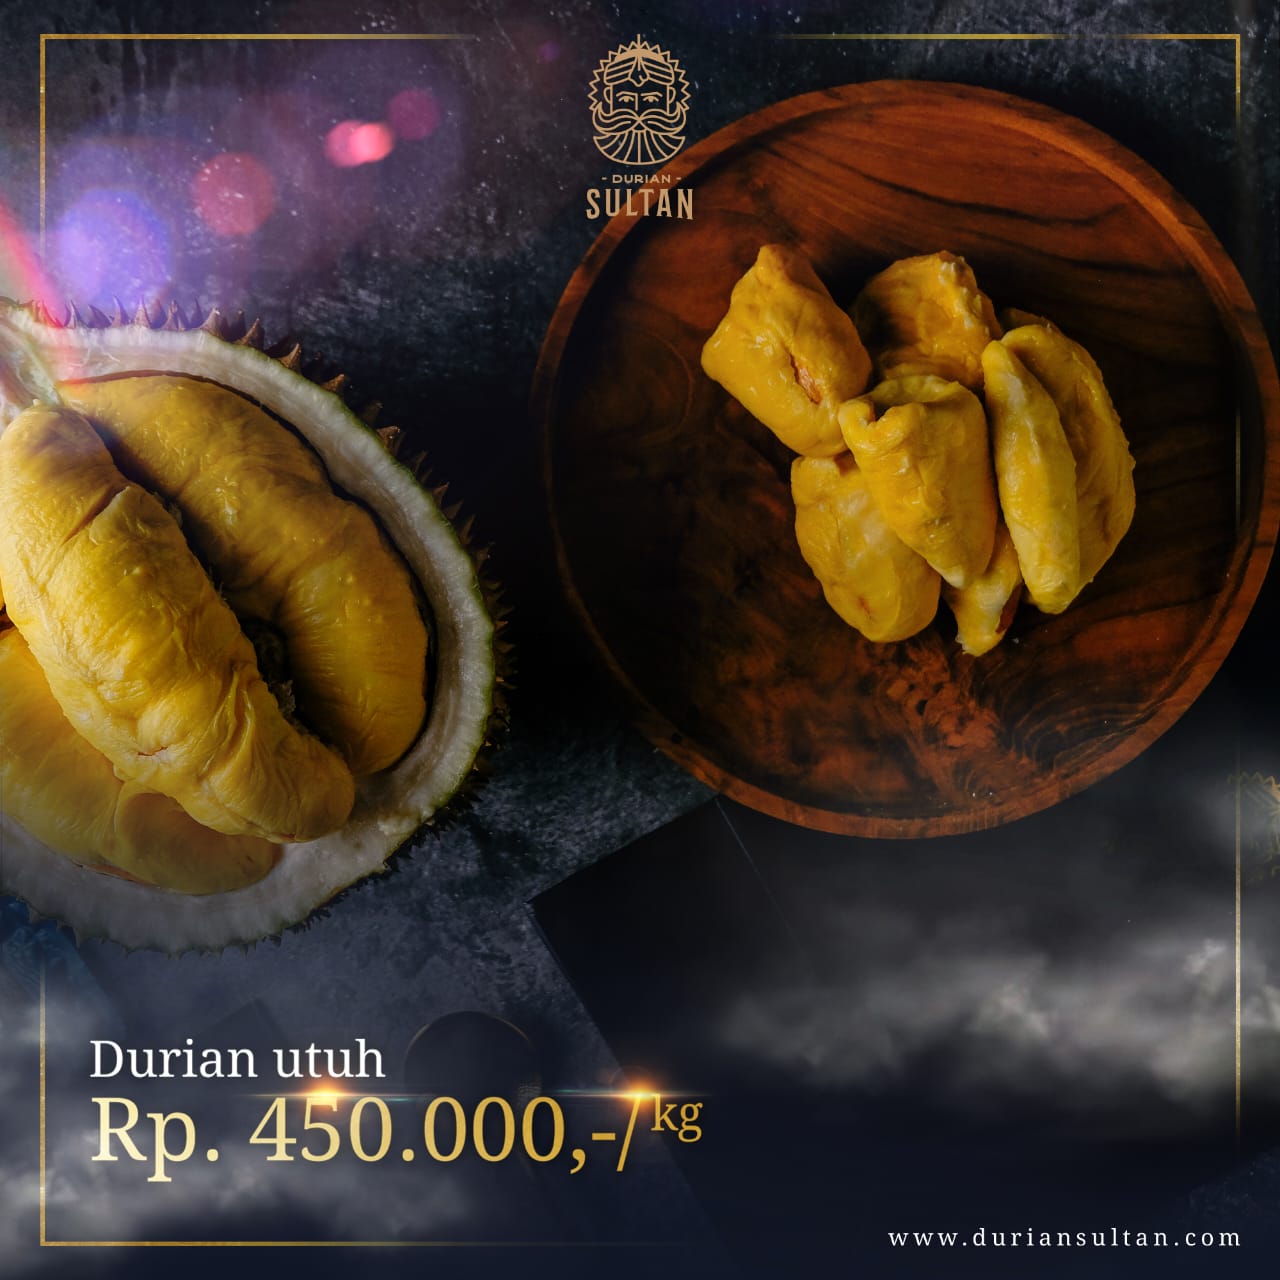 - DURIAN -
SULTAN
Durian utuh
Rp. 450.000,-/kg
www.duriansultan.com